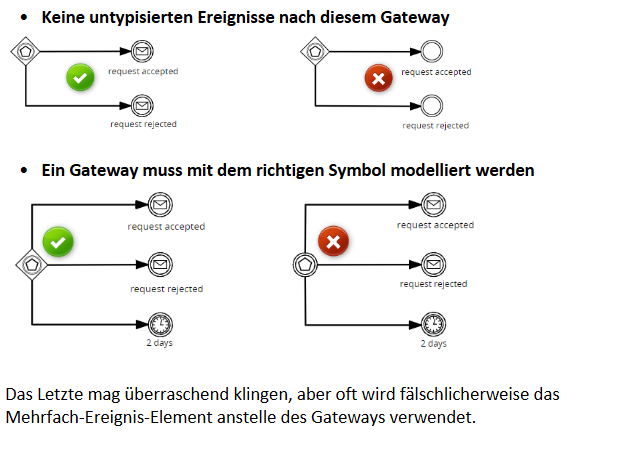 • Keine untypisierten Ereignisse nach diesem Gateway
request accepted
request rejected
request accepted
request rejected
• Ein Gateway muss mit dem richtigen Symbol modelliert werden
request accepted
request rejected
2 days
request accepted
request rejected
2 days
Das Letzte mag überraschend klingen, aber oft wird fälschlicherweise das
Mehrfach-Ereignis-Element anstelle des Gateways verwendet.